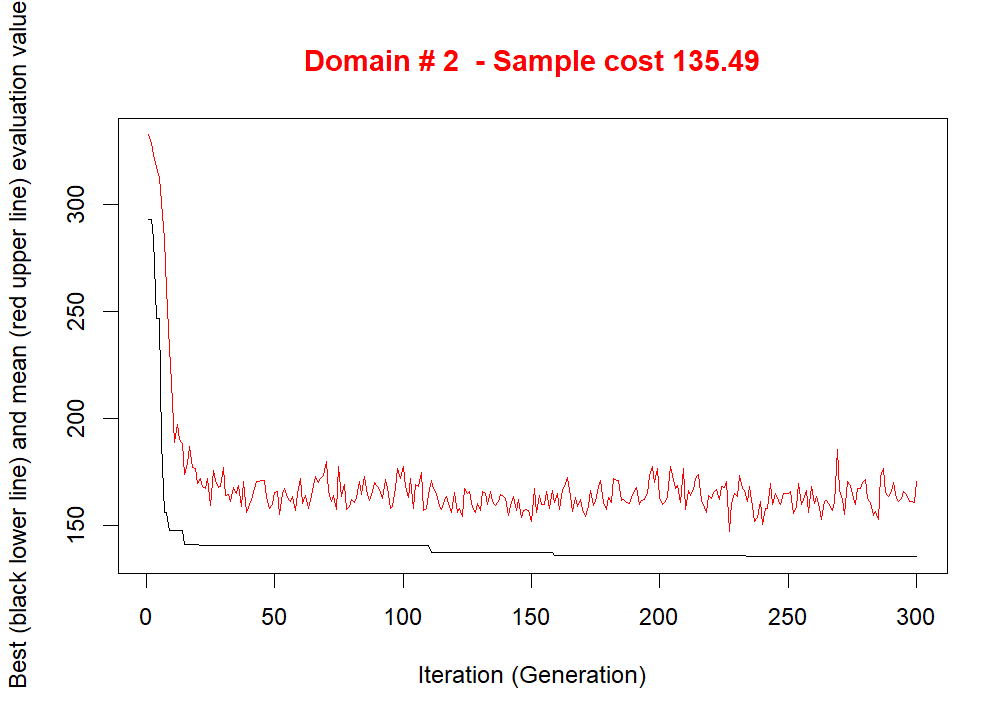 Domain # 2  - Sample cost 135.49
Best (black lower line) and mean (red upper line) evaluation value
300
250
200
150
0 50 100 150 200 250 300
Iteration (Generation)